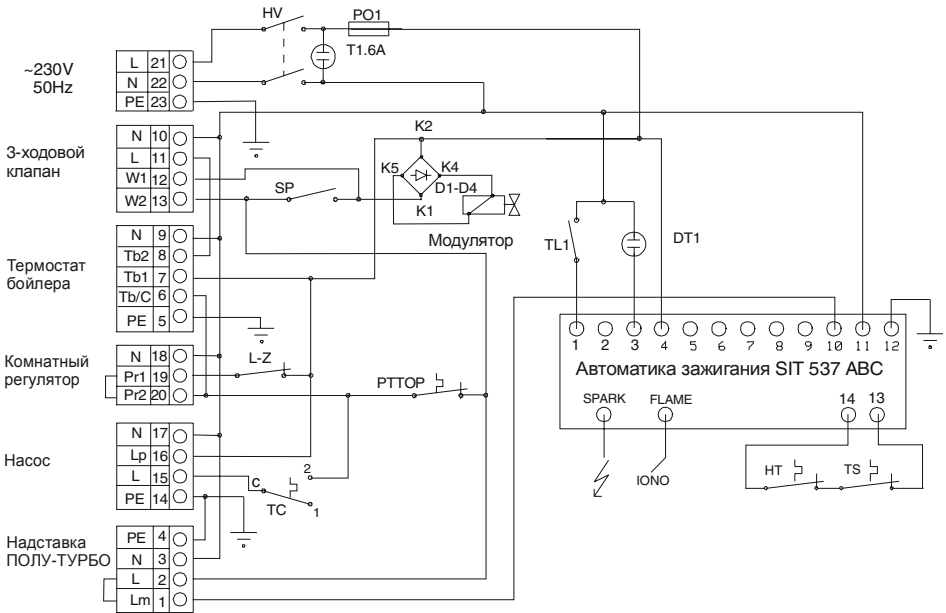 HV
PO1
T1.6A
~230V
50Hz
L 21
N 22
PE 23
3-ходовой
клапан
N 10
L 11
W1 12
W2 13
SP
K2
K5
K4
D1-D4
K1
Модулятор
TL1
DT1
Термостат
бойлера
N 9
Tb2 8
Tb1 7
Tb/C 6
PE 5
Комнатный
регулятор
N 18
Pr1 19
Pr2 20
L-Z
PTTOP
1 2 3 4 5 6 7 8 9 10 11 12
Автоматика зажигания SIT 537 ABC
SPARK
FLAME
14
13
IONO
HT
TS
Насос
N 17
Lp 16
L 15
PE 14
C
2
1
TC
Надставка
ПОЛУ-ТУРБО
PE 4
N 3
L 2
Lm 1